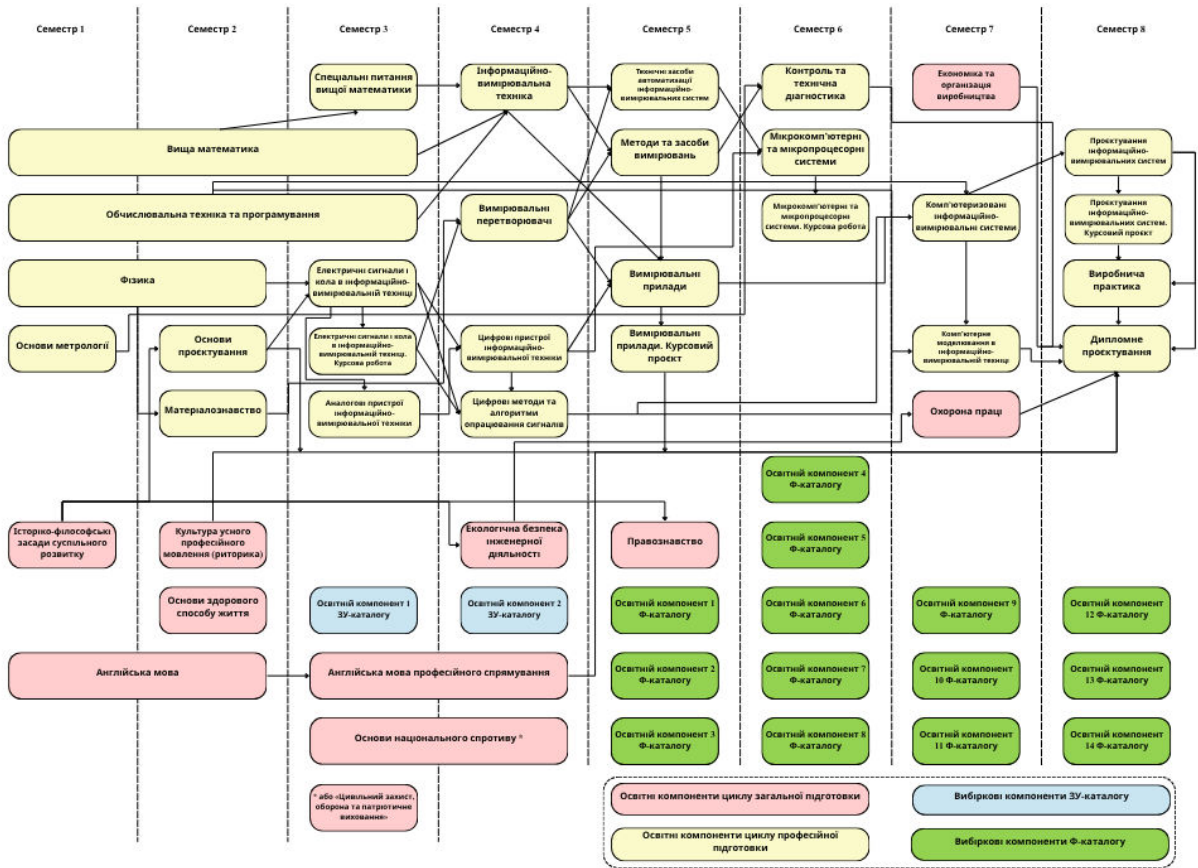 Семестр 1
Семестр 2
Семестр 3
Семестр 4
Семестр 5
Семестр 6
Семестр 7
Семестр 8
Спеціальні питання
вищої математики
Інформаційно-
вимірювальна
техніка
Технічні засоби
автоматизації
інформаційно-
вимірювальних систем
Контроль та
технічна
діагностика
Економіка та
організація
виробництва
Вища математика
Методи та засоби
вимірювань
Мікрокомп'ютерні
та мікропроцесорні
системи
Проєктування
інформаційно-
вимірювальних систем
Обчислювальна техніка та програмування
Вимірювальні
перетворювачі
Мікрокомп'ютерні та
мікропроцесорні
системи. Курсова робота
Комп'ютеризовані
інформаційно-
вимірювальні системи
Проєктування
інформаційно-
вимірювальних систем.
Курсовий проєкт
Фізика
Електричні сигнали і
кола в інформаційно-
вимірювальній техніці
Вимірювальні
прилади
Виробнича
практика
Основи метрології
Основи
проєктування
Електричні сигнали і кола
в інформаційно-
вимірювальній техніці.
Курсова робота
Цифрові пристрої
інформаційно-
вимірювальної техніки
Вимірювальні
прилади. Курсовий
проєкт
Комп'ютерне
моделювання в
інформаційно-
вимірювальній техніці
Дипломне
проєктування
Матеріалознавство
Аналогові пристрої
інформаційно-
вимірювальної техніки
Цифрові методи та
алгоритми
опрацювання сигналів
Охорона праці
Освітній компонент 4
Ф-каталогу
Історико-філософські
засади суспільного
розвитку
Культура усного
професійного
мовлення (риторика)
Екологічна безпека
інженерної
діяльності
Правознавство
Освітній компонент 5
Ф-каталогу
Основи здорового
способу життя
Освітній компонент 1
ЗУ-каталогу
Освітній компонент 2
ЗУ-каталогу
Освітній компонент 1
Ф-каталогу
Освітній компонент 6
Ф-каталогу
Освітній компонент 9
Ф-каталогу
Освітній компонент
12 Ф-каталогу
Англійська мова
Англійська мова професійного спрямування
Освітній компонент 2
Ф-каталогу
Освітній компонент 7
Ф-каталогу
Освітній компонент
10 Ф-каталогу
Освітній компонент
13 Ф-каталогу
Основи національного спротиву *
Освітній компонент 3
Ф-каталогу
Освітній компонент 8
Ф-каталогу
Освітній компонент
11 Ф-каталогу
Освітній компонент
14 Ф-каталогу
* або «Цивільний захист,
оборона та патріотичне
виховання»
Освітні компоненти циклу загальної підготовки
Вибіркові компоненти ЗУ-каталогу
Освітні компоненти циклу професійної
підготовки
Вибіркові компоненти Ф-каталогу